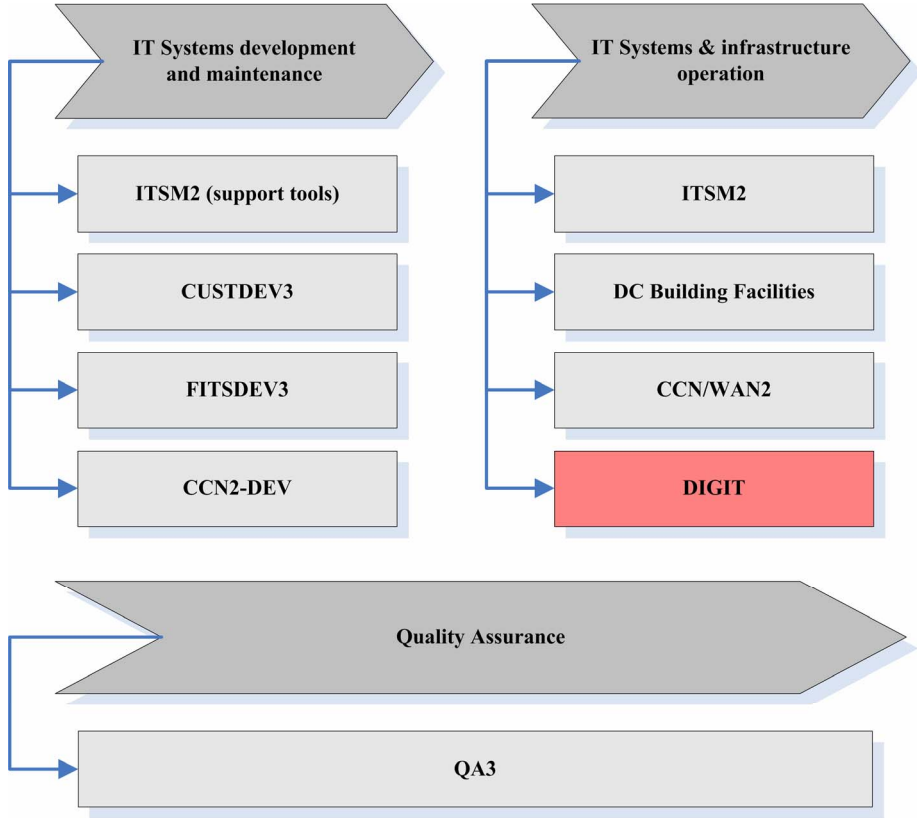 IT Systems development
and maintenance
ITSM2 (support tools)
CUSTDEV3
FITSDEV3
CCN2-DEV
IT Systems & infrastructure
operation
ITSM2
DC Building Facilities
CCN/WAN2
DIGIT
Quality Assurance
QA3